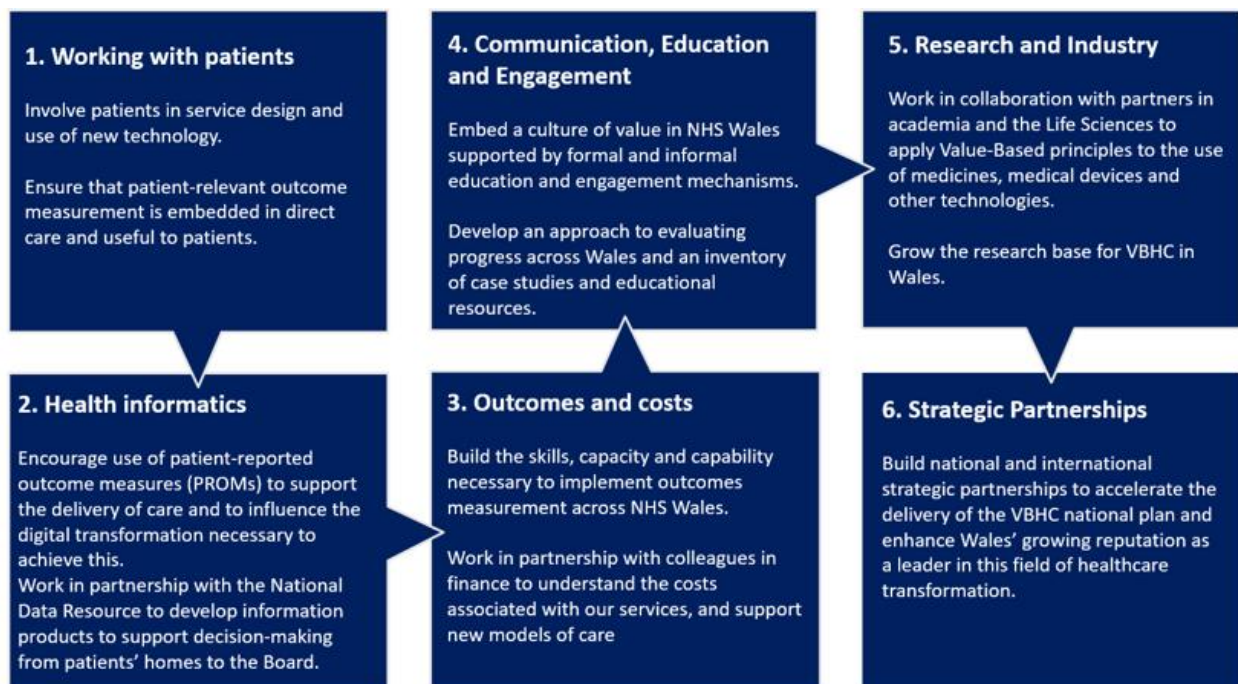 1. Working with patients
Involve patients in service design and
use of new technology.
Ensure that patient-relevant outcome
measurement is embedded in direct
care and useful to patients.
2. Health informatics
Encourage use of patient-reported
outcome measures (PROMs) to support
the delivery of care and to influence the
digital transformation necessary to
achieve this.
Work in partnership with the National
Data Resource to develop information
products to support decision-making
from patients’ homes to the Board.
3. Outcomes and costs
Build the skills, capacity and capability
necessary to implement outcomes
measurement across NHS Wales.
Work in partnership with colleagues in
finance to understand the costs
associated with our services, and support
new models of care
4. Communication, Education
and Engagement
Embed a culture of value in NHS Wales
supported by formal and informal
education and engagement mechanisms.
Develop an approach to evaluating
progress across Wales and an inventory
of case studies and educational
resources.
5. Research and Industry
Work in collaboration with partners in
academia and the Life Sciences to
apply Value-Based principles to the use
of medicines, medical devices and
other technologies.
Grow the research base for VBHC in
Wales.
6. Strategic Partnerships
Build national and international
strategic partnerships to accelerate the
delivery of the VBHC national plan and
enhance Wales’ growing reputation as
a leader in this field of healthcare
transformation.